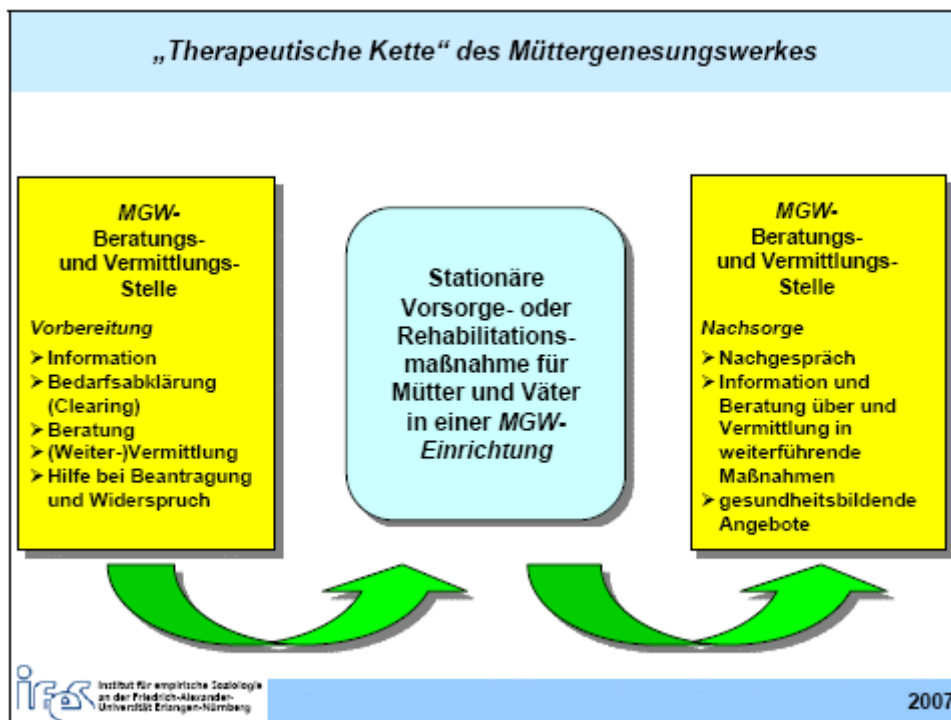 „Therapeutische Kette“ des Müttergenesungswerkes
MGW-
Beratungs-
und Vermittlungs-
Stelle
Vorbereitung
➢ Information
➢ Bedarfsabklärung
(Clearing)
➢ Beratung
➢ (Weiter-)Vermittlung
➢ Hilfe bei Beantragung
und Widerspruch
Stationäre
Vorsorge- oder
Rehabilitations-
maßnahme für
Mütter und Väter
in einer MGW-
Einrichtung
MGW-
Beratungs-
und Vermittlungs-
Stelle
Nachsorge
➢ Nachgespräch
➢ Information und
Beratung über und
Vermittlung in
weiterführende
Maßnahmen
➢ gesundheitsbildende
Angebote
ifes
Institut für empirische Soziologie
an der Friedrich-Alexander-
Universität Erlangen-Nürnberg
2007